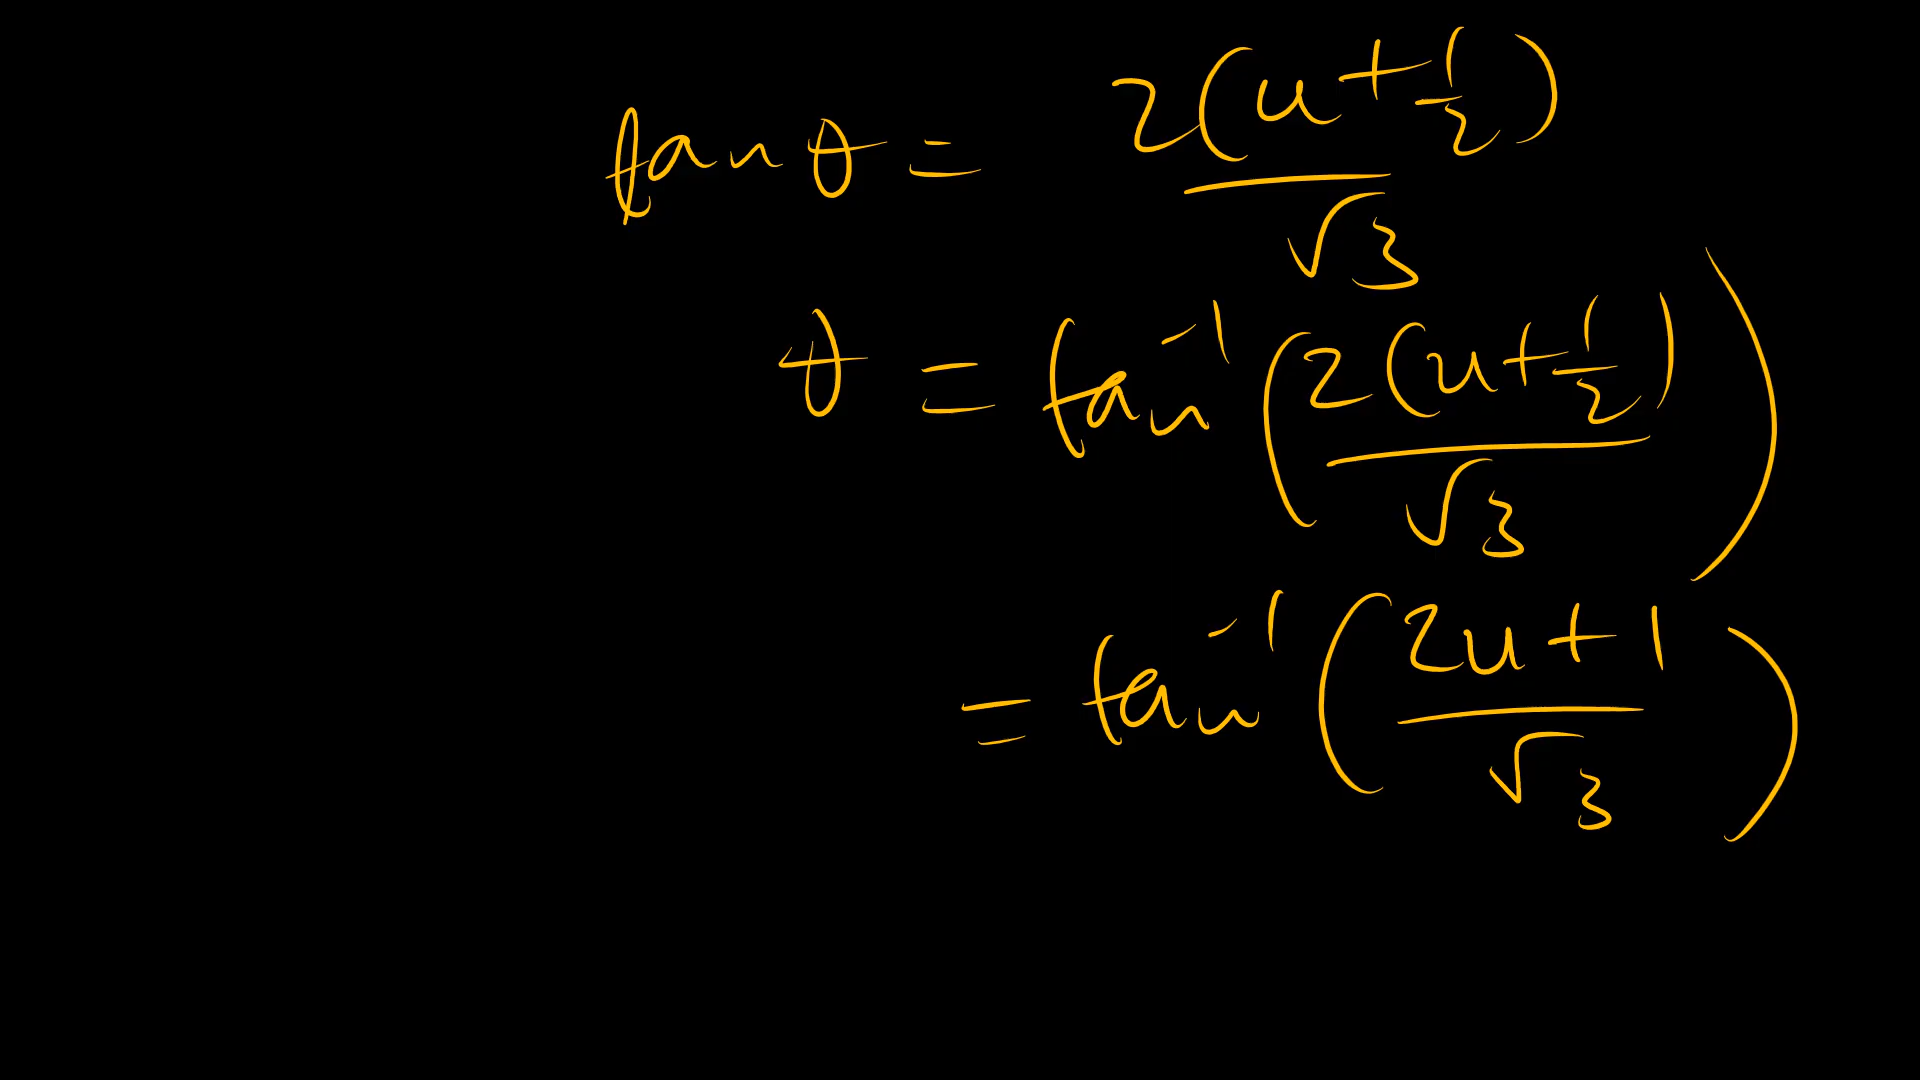 tan θ = 2(u+1/2)/√3
θ = tan⁻¹(2(u+1/2)/√3)
= tan⁻¹(2u+1/√3)